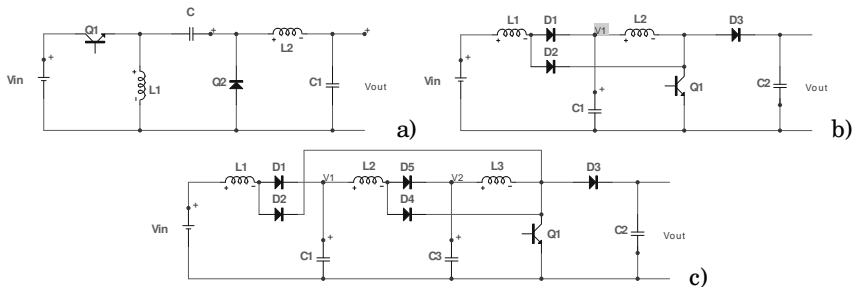 C
Q1
L2
Q2
C1
L1
Vin
Vout
a)
L1 D1 V1 L2 D3
D2
Vin
Q1
C1
C2
Vout
b)
L1 D1 V1 L2 D5 V2 L3 D3
D2 D4
Vin
Q1
C1 C3 C2
Vout
c)